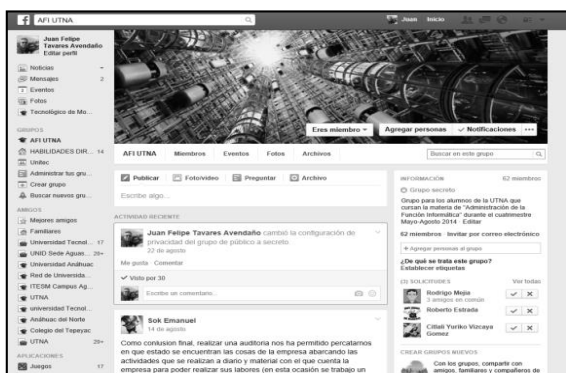 AFI UTNA
Juan Inicio
Juan Felipe
Tavares Avendaño
Editar perfil
Noticias
Mensajes 2
Eventos
Fotos
Tecnológico de Mo...
GRUPOS
AFI UTNA
HABILIDADES DIR... 14
Unitec
Administrar tus gru...
Crear grupo
Buscar nuevos gru...
AMIGOS
Mejores amigos
Familiares
Universidad Tecnol... 17
UNID Sede Aguas... 20+
Universidad Anáhuac
Red de Universida...
ITESM Campus Ag...
UTNA
universidad Tecnol...
Anáhuac del Norte
Colegio del Tepeyac
UTNA 20+
APLICACIONES
Juegos 17
Eres miembro
Agregar personas
Notificaciones
AFI UTNA Miembros Eventos Fotos Archivos
Buscar en este grupo
Publicar Foto/video Preguntar Archivo
Escribe algo...
ACTIVIDAD RECIENTE
Juan Felipe Tavares Avendaño cambió la configuración de
privacidad del grupo de público a secreto.
22 de agosto
Me gusta · Comentar
Visto por 30
Escribe un comentario...
Sok Emanuel
14 de agosto
Como conlusion final, realizar una auditoria nos ha permitido percatarnos
en que estado se encuentran las cosas de la empresa abarcando las
actividades que se realizan a diario y material con el que cuenta la
empresa para poder realizar sus labores (en esta ocasión se trabajo un
INFORMACIÓN 62 miembros
Grupo secreto
Grupo para los alumnos de la UTNA que
cursan la materia de "Administración de la
Función Informática" durante el cuatrimestre
Mayo-Agosto 2014 · Editar
62 miembros · Invitar por correo electrónico
+ Agregar personas al grupo
¿De qué se trata este grupo?
Establecer etiquetas
(3) SOLICITUDES Ver todas
Rodrigo Mejia
3 amigos en común
Roberto Estrada
Citlali Yuriko Vizcaya
Gomez
CREAR GRUPOS NUEVOS
Con los grupos, compartir con
amigos, familiares y compañeros de